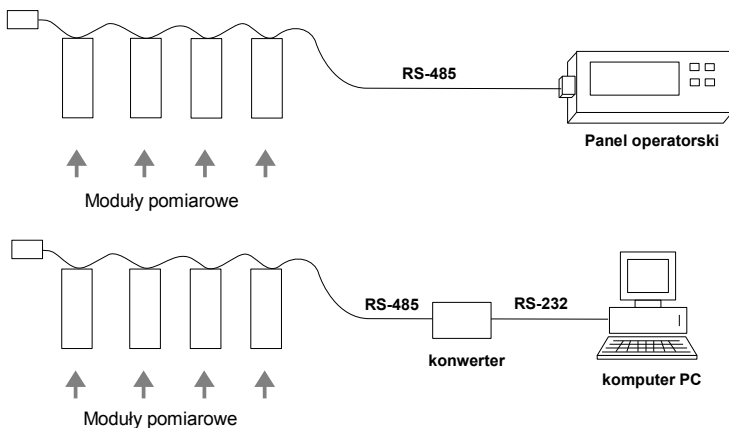 RS-485
Panel operatorski
Moduły pomiarowe
RS-485
RS-232
konwerter
komputer PC
Moduły pomiarowe